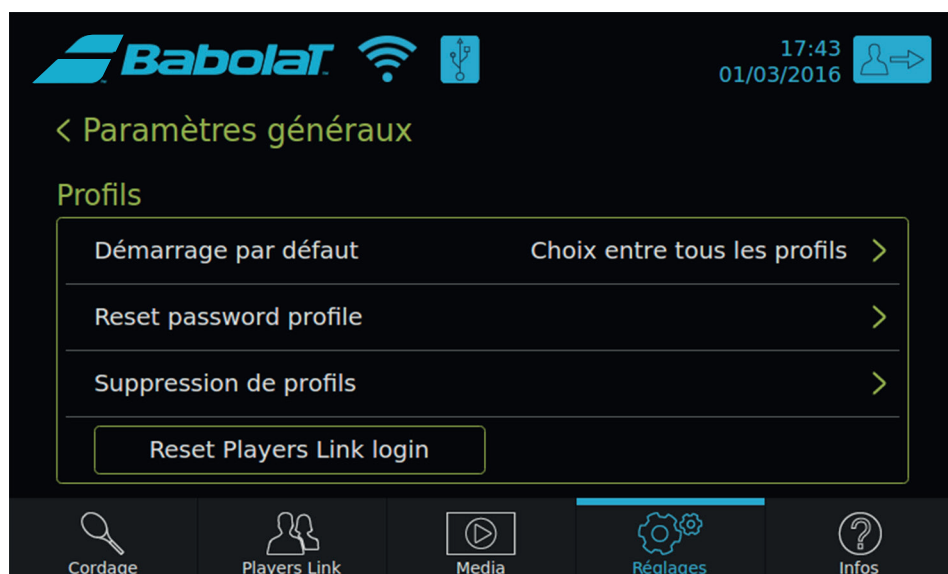 BabolaT
17:43
01/03/2016
< Paramètres généraux
Profils
Démarrage par défaut Choix entre tous les profils >
Reset password profile >
Suppression de profils >
Reset Players Link login
Cordage Players Link Media Réglages Infos